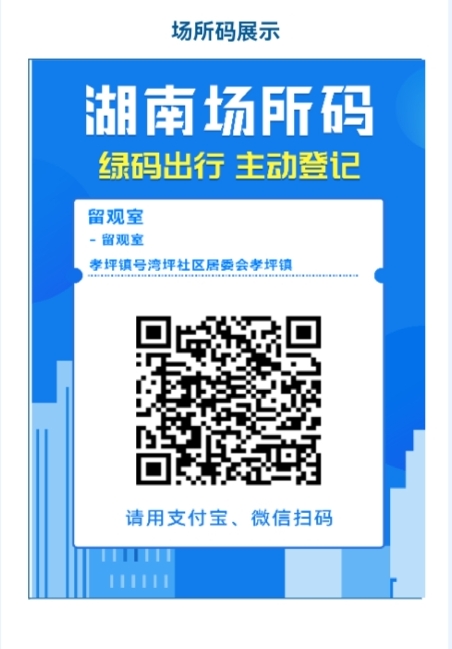 场所码展示
湖南场所码
绿码出行 主动登记
留观室
- 留观室
孝坪镇号湾坪社区居委会孝坪镇
请用支付宝、微信扫码